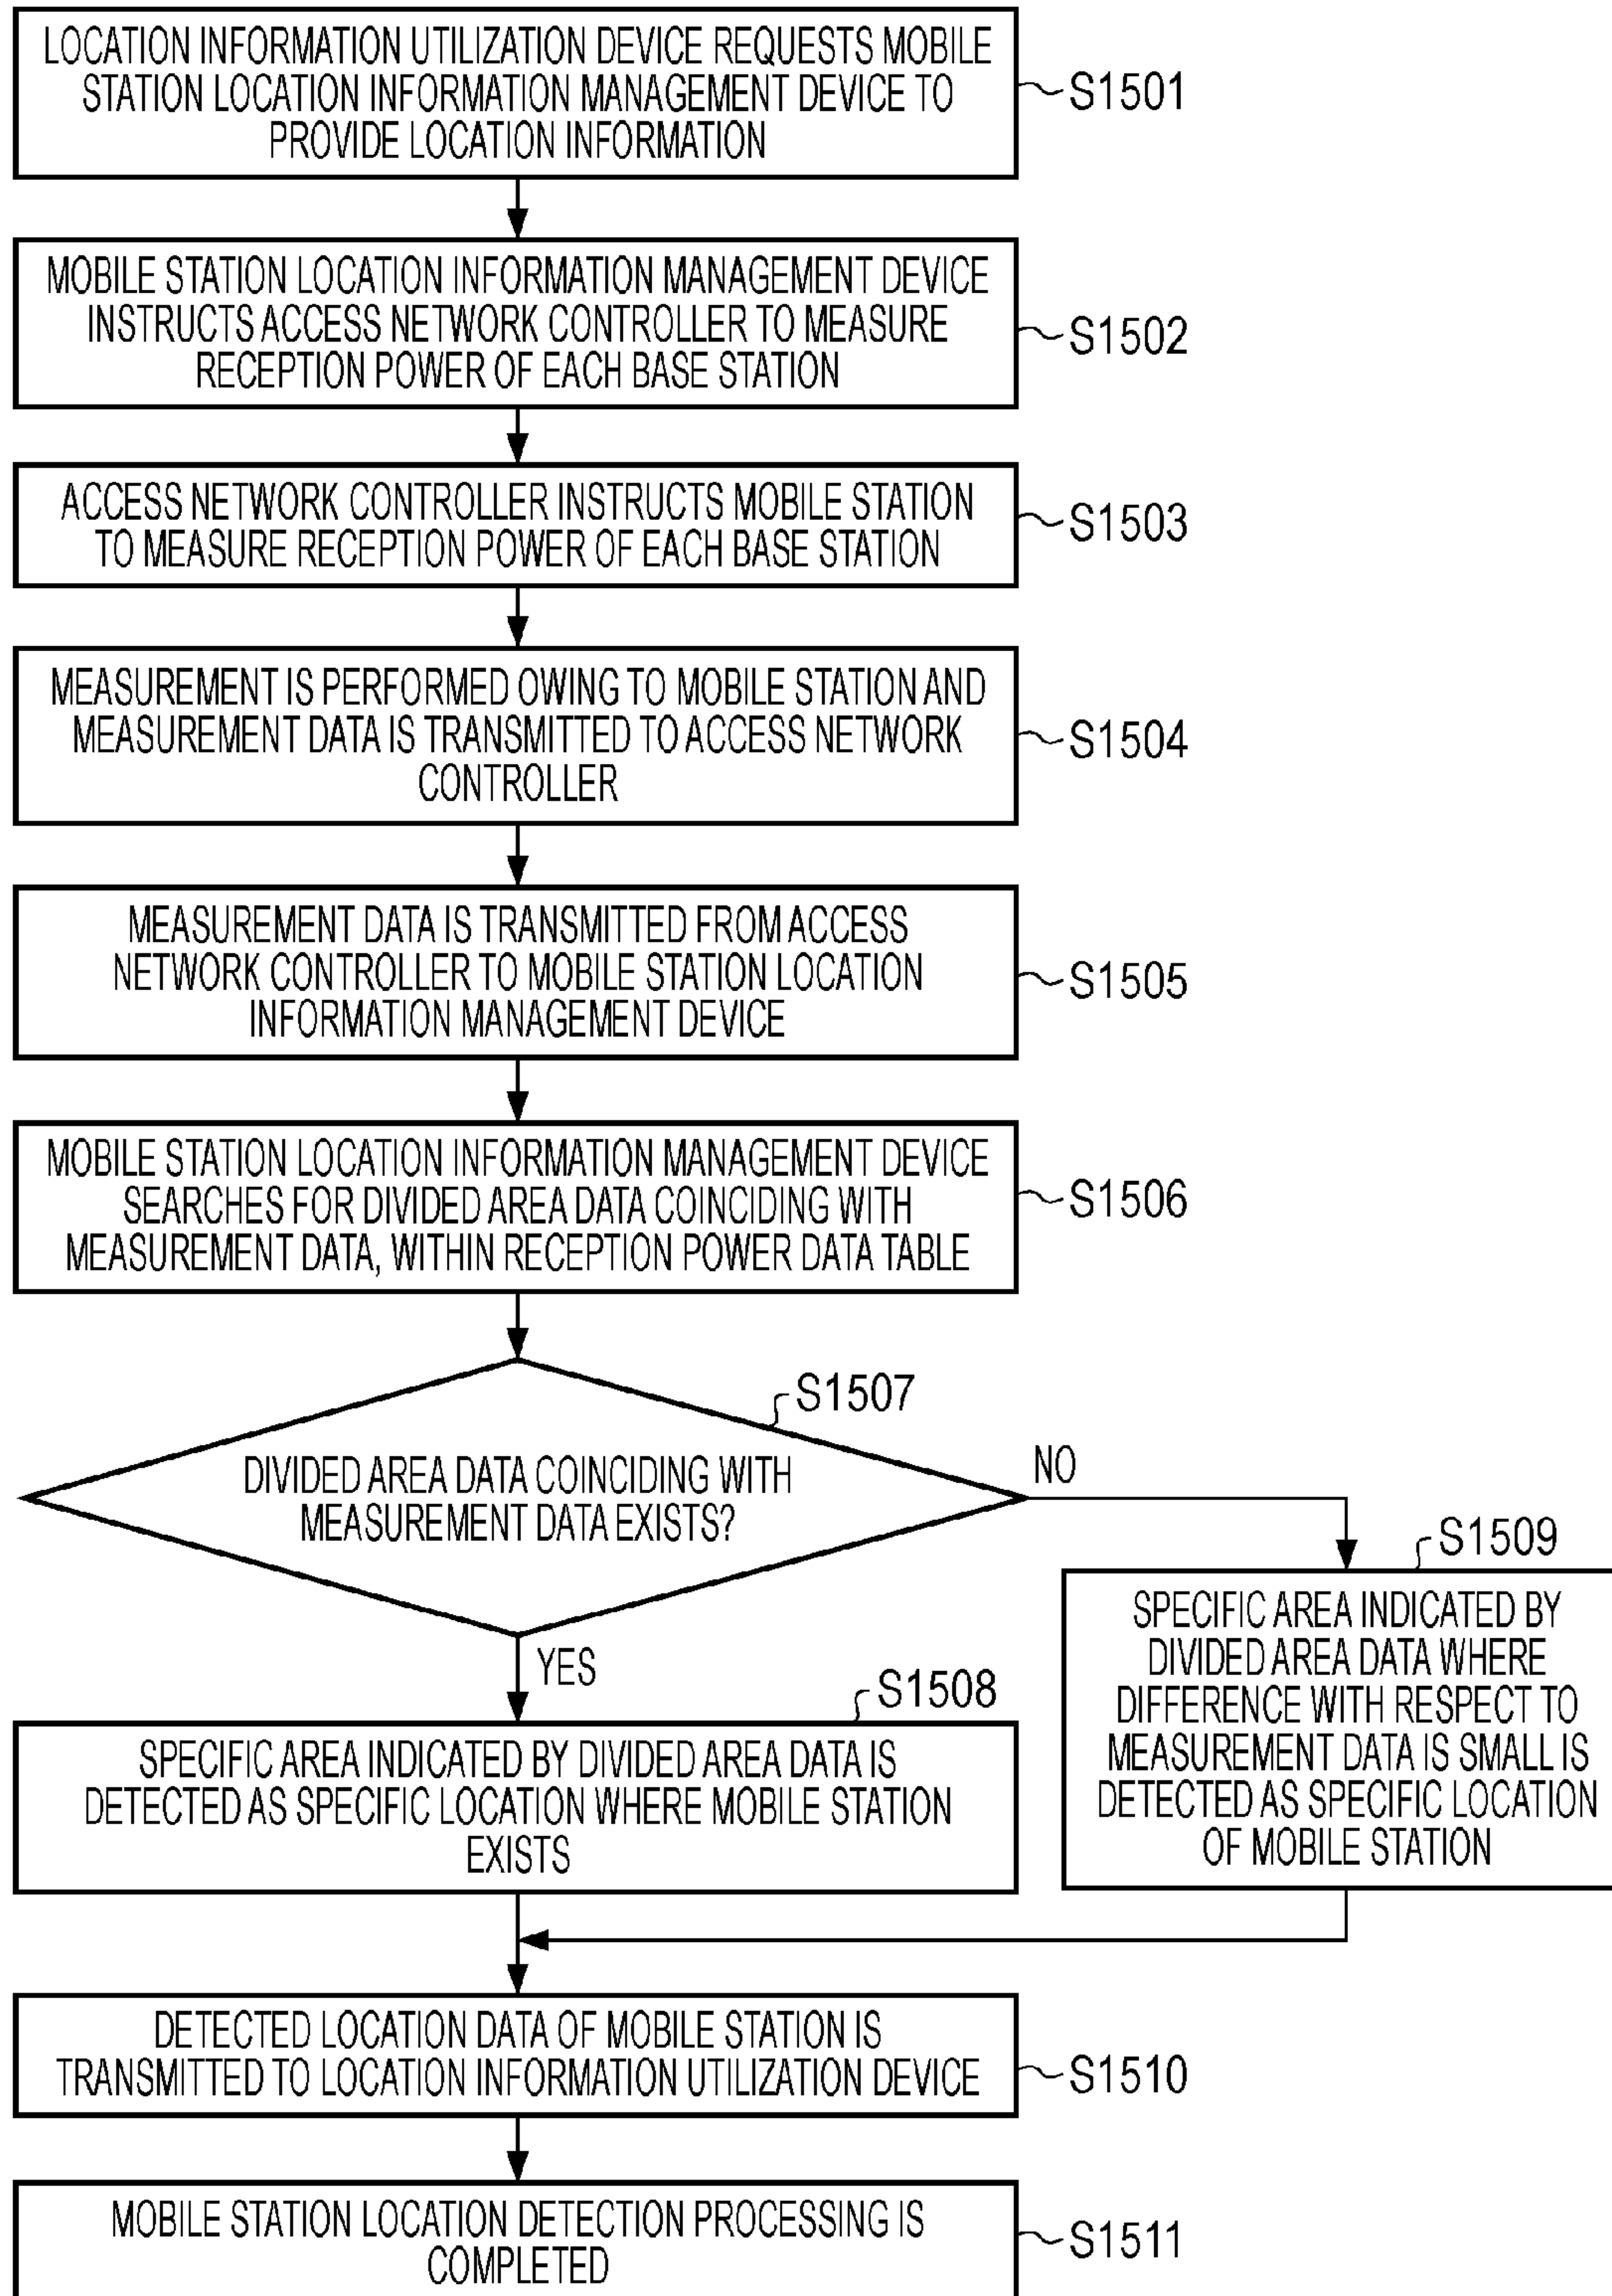 LOCATION INFORMATION UTILIZATION DEVICE REQUESTS MOBILE
STATION LOCATION INFORMATION MANAGEMENT DEVICE TO
PROVIDE LOCATION INFORMATION
S1501
MOBILE STATION LOCATION INFORMATION MANAGEMENT DEVICE
INSTRUCTS ACCESS NETWORK CONTROLLER TO MEASURE
RECEPTION POWER OF EACH BASE STATION
S1502
ACCESS NETWORK CONTROLLER INSTRUCTS MOBILE STATION
TO MEASURE RECEPTION POWER OF EACH BASE STATION
S1503
MEASUREMENT IS PERFORMED OWING TO MOBILE STATION AND
MEASUREMENT DATA IS TRANSMITTED TO ACCESS NETWORK
CONTROLLER
S1504
MEASUREMENT DATA IS TRANSMITTED FROM ACCESS
NETWORK CONTROLLER TO MOBILE STATION LOCATION
INFORMATION MANAGEMENT DEVICE
S1505
MOBILE STATION LOCATION INFORMATION MANAGEMENT DEVICE
SEARCHES FOR DIVIDED AREA DATA COINCIDING WITH
MEASUREMENT DATA, WITHIN RECEPTION POWER DATA TABLE
S1506
S1507
DIVIDED AREA DATA COINCIDING WITH
MEASUREMENT DATA EXISTS?
NO
YES
S1508
SPECIFIC AREA INDICATED BY DIVIDED AREA DATA IS
DETECTED AS SPECIFIC LOCATION WHERE MOBILE STATION
EXISTS
S1509
SPECIFIC AREA INDICATED BY
DIVIDED AREA DATA WHERE
DIFFERENCE WITH RESPECT TO
MEASUREMENT DATA IS SMALL IS
DETECTED AS SPECIFIC LOCATION
OF MOBILE STATION
DETECTED LOCATION DATA OF MOBILE STATION IS
TRANSMITTED TO LOCATION INFORMATION UTILIZATION DEVICE
S1510
MOBILE STATION LOCATION DETECTION PROCESSING IS
COMPLETED
S1511